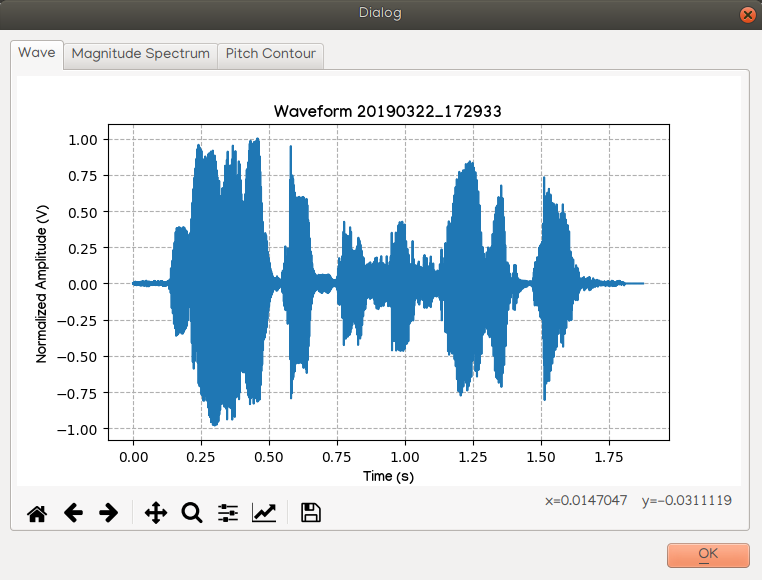 Dialog
Wave Magnitude Spectrum Pitch Contour
Waveform 20190322_172933
1.00
0.75
0.50
0.25
0.00
−0.25
−0.50
−0.75
−1.00
Normalized Amplitude (V)
0.00 0.25 0.50 0.75 1.00 1.25 1.50 1.75
Time (s)
x=0.0147047 y=-0.0311119
OK